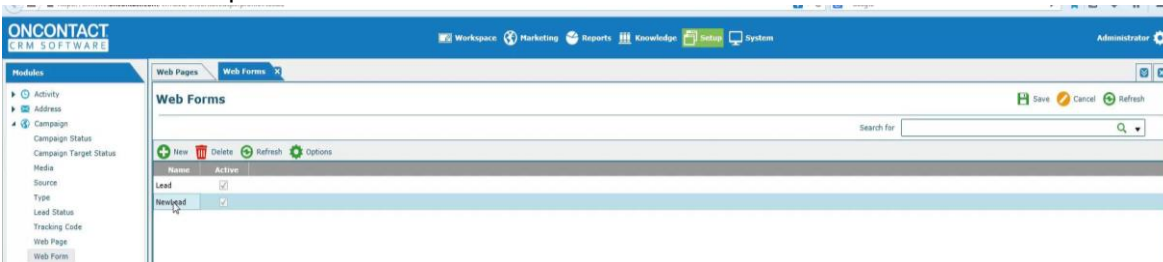 ONCONTACT
CRM SOFTWARE
Workspace Marketing Reports Knowledge Setup System
Administrator
Modules
Web Pages Web Forms X
Activity
Address
Campaign
Campaign Status
Campaign Target Status
Media
Source
Type
Lead Status
Tracking Code
Web Page
Web Form
Web Forms
Save Cancel Refresh
Search for
New Delete Refresh Options
Name Active
Lead
NewLead